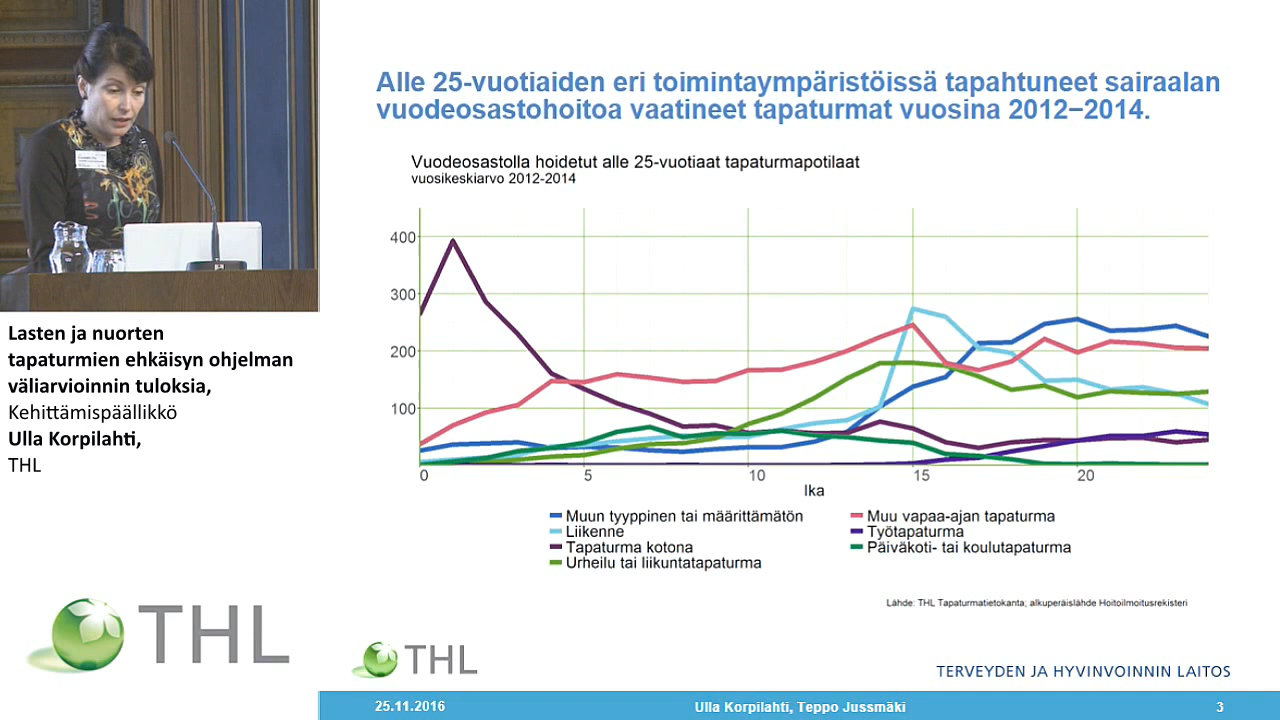 Alle 25-vuotiaiden eri toimintaympäristöissä tapahtuneet sairaalan
vuodeosastohoitoa vaatineet tapaturmat vuosina 2012–2014.
Vuodeosastolla hoidetut alle 25-vuotiaat tapaturmapotilaat
vuosikeskiarvo 2012-2014
400
300
200
100
0 5 10 15 20
Ika
Muun tyyppinen tai määrittämätön
Liikenne
Tapaturma kotona
Urheilu tai liikuntatapaturma
Muu vapaa-ajan tapaturma
Työtapaturma
Päiväkoti- tai koulutapaturma
Lähde: THL Tapaturmatietokanta; alkuperäislähde Hoitoilmoitusrekisteri
Lasten ja nuorten
tapaturmien ehkäisyn ohjelman
väliarvioinnin tuloksia,
Kehittämispäällikkö
Ulla Korpilahti,
THL
THL
THL
TERVEYDEN JA HYVINVOINNIN LAITOS
25.11.2016 Ulla Korpilahti, Teppo Jussmäki 3